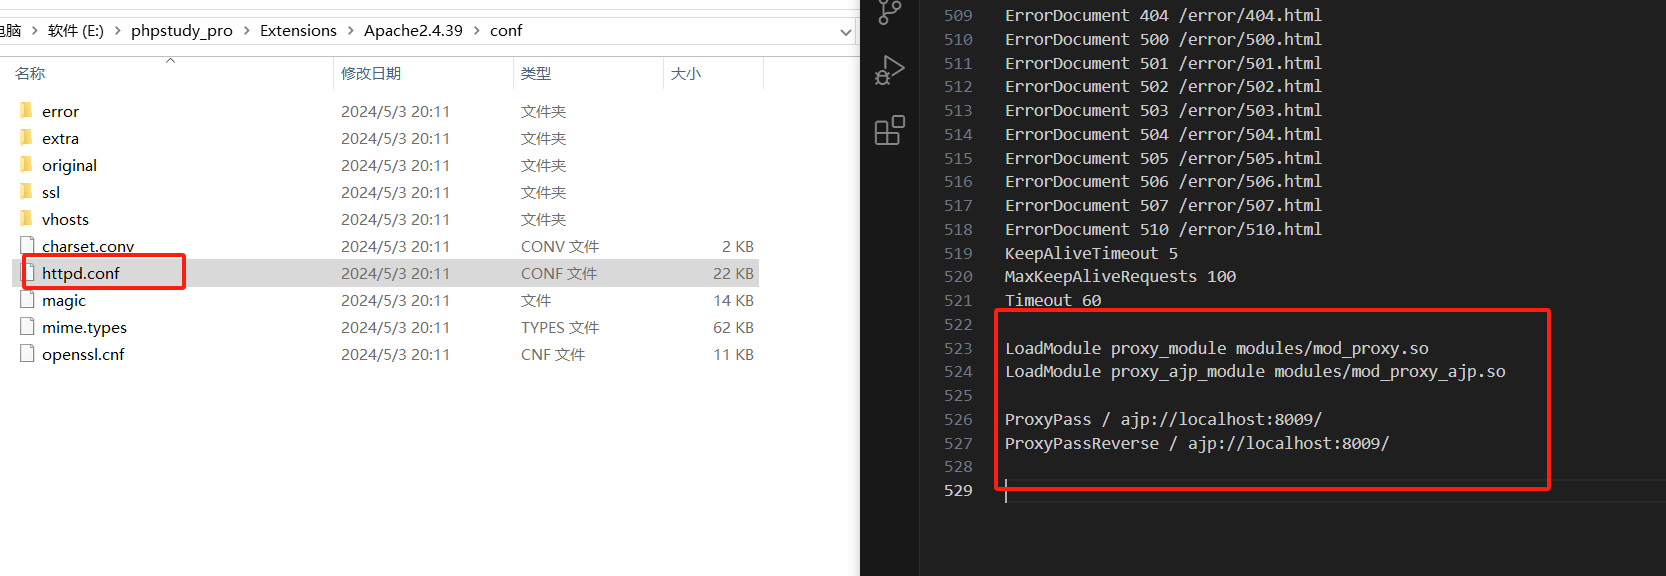 电脑 > 软件 (E:) > phpstudy_pro > Extensions > Apache2.4.39 > conf
名称 修改日期 类型 大小
error 2024/5/3 20:11 文件夹
extra 2024/5/3 20:11 文件夹
original 2024/5/3 20:11 文件夹
ssl 2024/5/3 20:11 文件夹
vhosts 2024/5/3 20:11 文件夹
charset.conv 2024/5/3 20:11 CONV 文件 2 KB
httpd.conf 2024/5/3 20:11 CONF 文件 22 KB
magic 2024/5/3 20:11 文件 14 KB
mime.types 2024/5/3 20:11 TYPES 文件 62 KB
openssl.cnf 2024/5/3 20:11 CNF 文件 11 KB
509 ErrorDocument 404 /error/404.html
510 ErrorDocument 500 /error/500.html
511 ErrorDocument 501 /error/501.html
512 ErrorDocument 502 /error/502.html
513 ErrorDocument 503 /error/503.html
514 ErrorDocument 504 /error/504.html
515 ErrorDocument 505 /error/505.html
516 ErrorDocument 506 /error/506.html
517 ErrorDocument 507 /error/507.html
518 ErrorDocument 510 /error/510.html
519 KeepAliveTimeout 5
520 MaxKeepAliveRequests 100
521 Timeout 60
522
523 LoadModule proxy_module modules/mod_proxy.so
524 LoadModule proxy_ajp_module modules/mod_proxy_ajp.so
525
526 ProxyPass / ajp://localhost:8009/
527 ProxyPassReverse / ajp://localhost:8009/
528
529